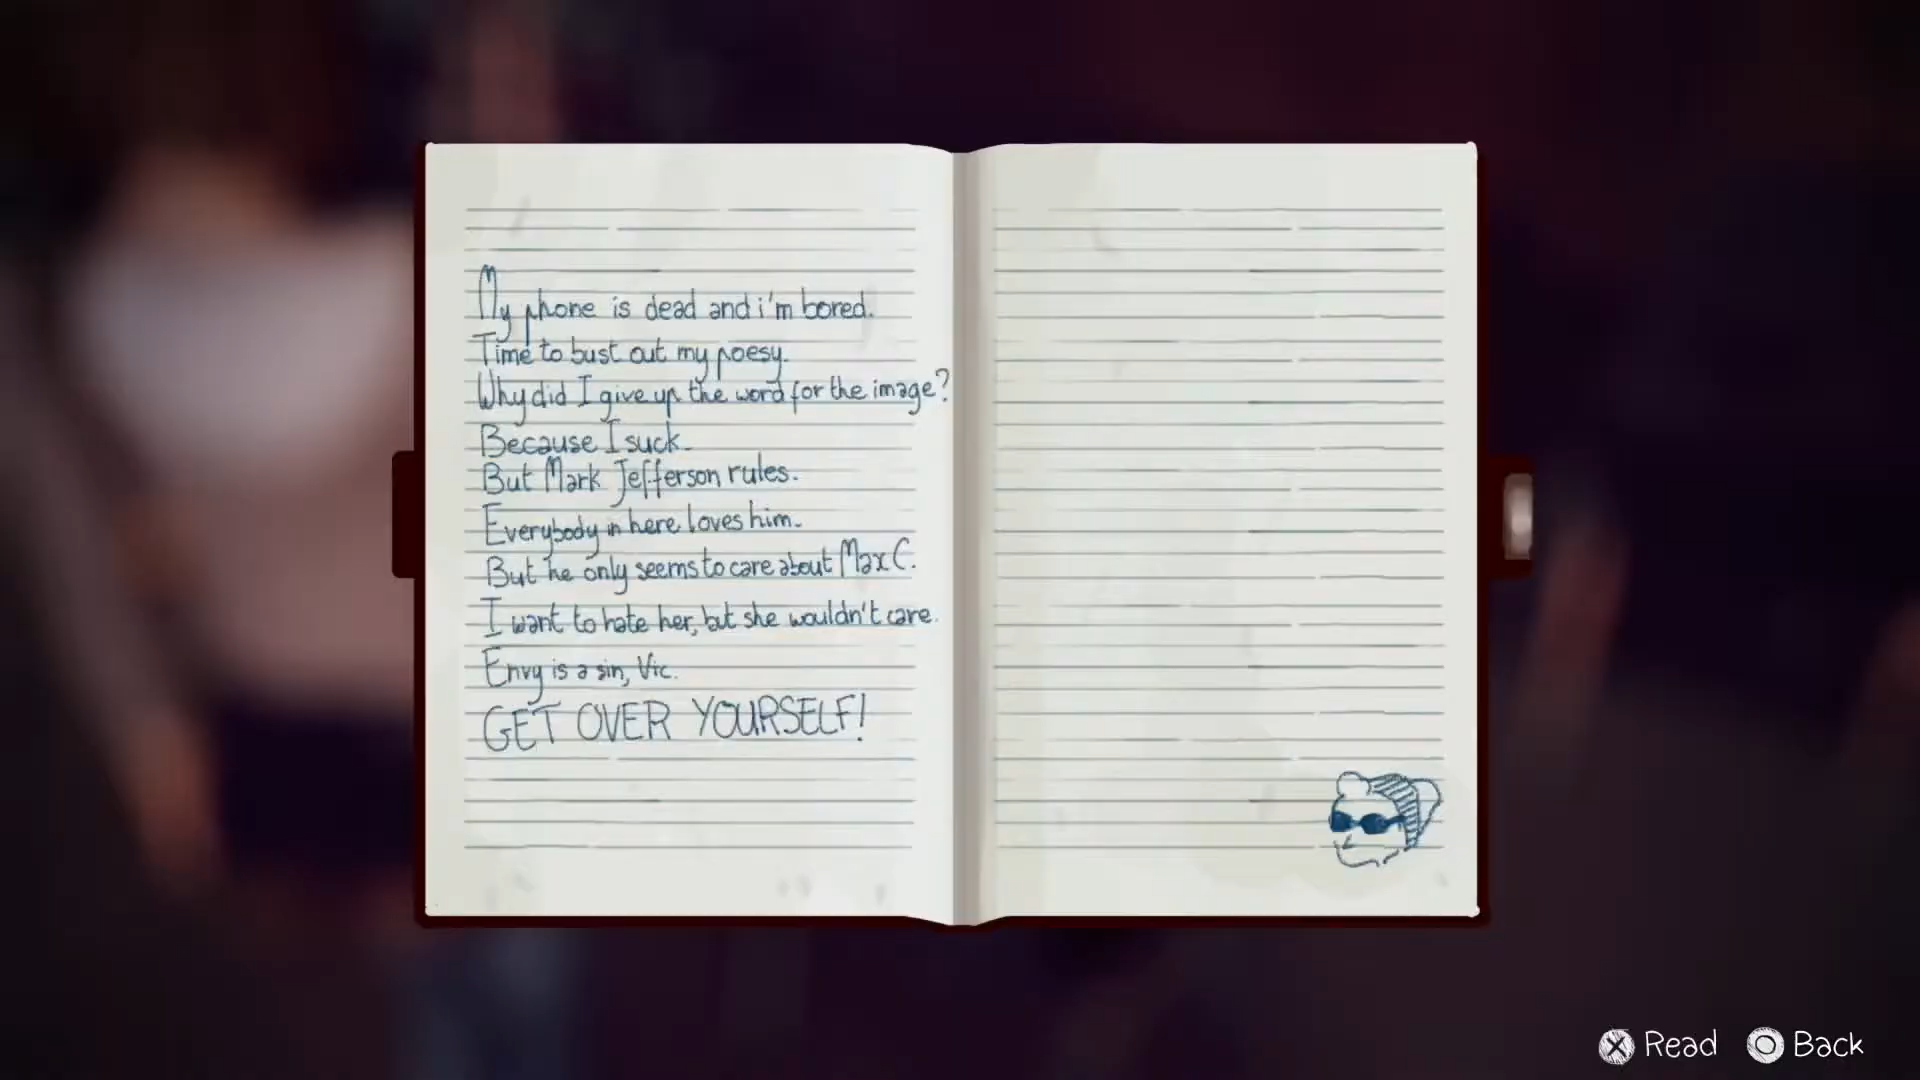 My phone is dead and i'm bored.
Time to bust out my poesy.
Why did I give up the word for the image?
Because I suck.
But Mark Jefferson rules.
Everybody in here loves him.
But he only seems to care about Max C.
I want to hate her, but she wouldn't care.
Envy is a sin, Vic.
GET OVER YOURSELF!
Read Back